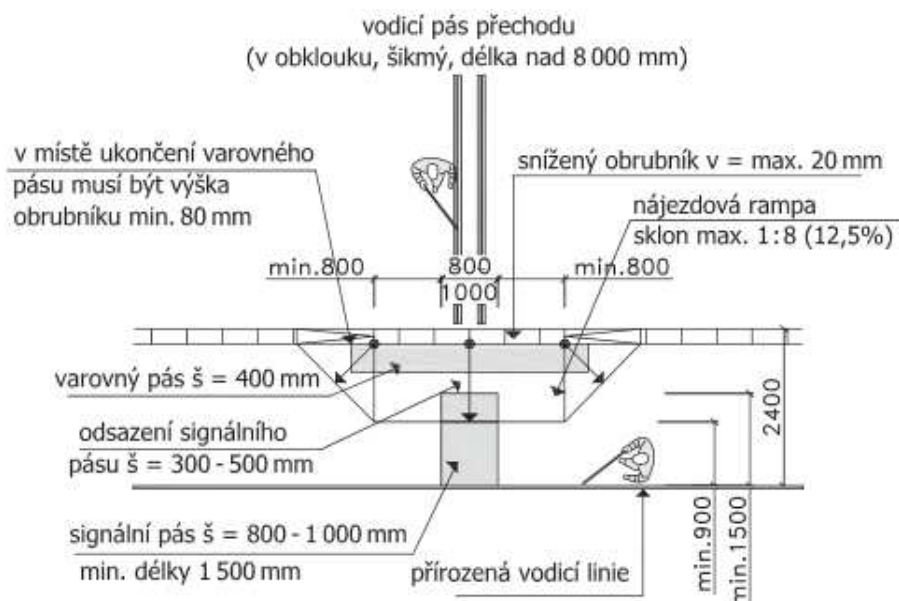 vodicí pás přechodu
(v obklouku, šikmý, délka nad 8 000 mm)
v místě ukončení varovného
pásu musí být výška
obrubníku min. 80 mm
snížený obrubník v = max. 20 mm
nájezdová rampa
sklon max. 1:8 (12,5%)
min.800
800
min.800
1000
varovný pás š = 400 mm
odsazení signálního
pásu š = 300 - 500 mm
signální pás š = 800 - 1 000 mm
min. délky 1 500 mm
přírozená vodicí linie
min.900
min.1500
2400